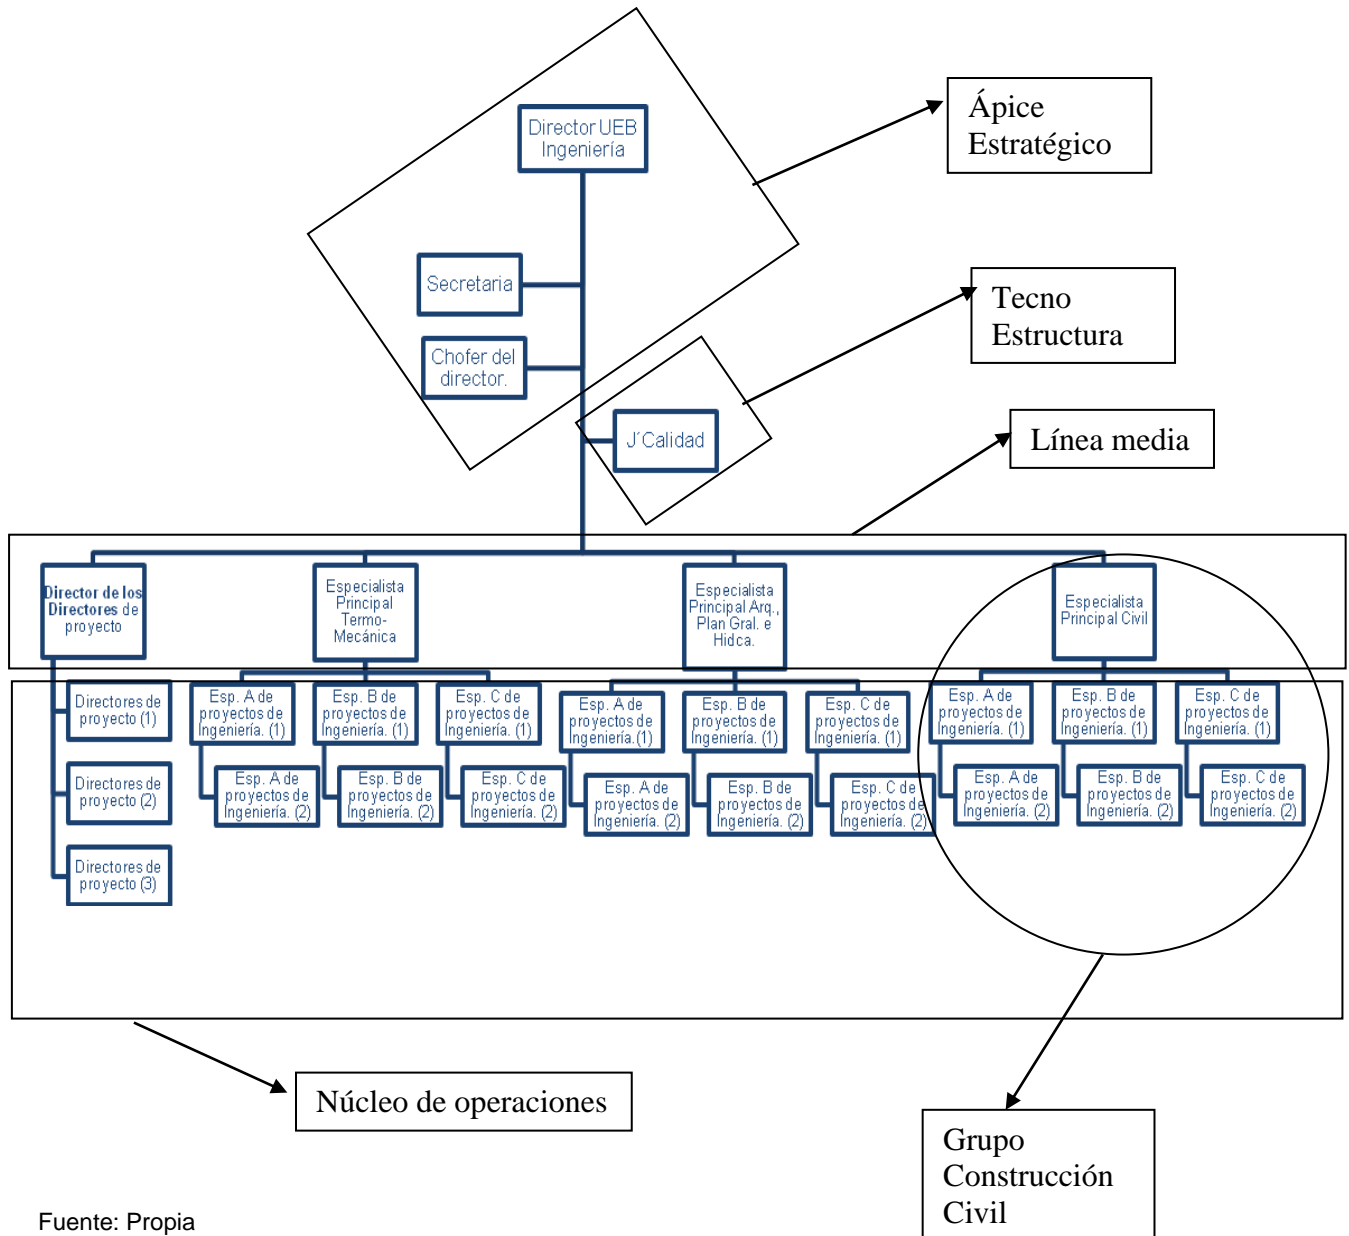 Director UEB
Ingeniería
Ápice
Estratégico
Secretaria
Tecno
Estructura
Chofer del
director.
J´Calidad
Línea media
Director de los
Directores de
proyecto
Especialista
Principal
Termo-
Mecánica
Especialista
Principal Arq.,
Plan Gral. e
Hidca.
Especialista
Principal Civil
Directores de
proyecto (1)
Directores de
proyecto (2)
Directores de
proyecto (3)
Esp. A de
proyectos de
Ingeniería. (1)
Esp. A de
proyectos de
Ingeniería. (2)
Esp. B de
proyectos de
Ingeniería. (1)
Esp. B de
proyectos de
Ingeniería. (2)
Esp. C de
proyectos de
Ingeniería. (1)
Esp. C de
proyectos de
Ingeniería. (2)
Esp. A de
proyectos de
Ingeniería.(1)
Esp. A de
proyectos de
Ingeniería. (2)
Esp. B de
proyectos de
Ingeniería.(1)
Esp. B de
proyectos de
Ingeniería. (2)
Esp. C de
proyectos de
Ingeniería. (1)
Esp. C de
proyectos de
Ingeniería. (2)
Esp. A de
proyectos de
Ingeniería. (1)
Esp. A de
proyectos de
Ingeniería. (2)
Esp. B de
proyectos de
Ingeniería. (1)
Esp. B de
proyectos de
Ingeniería. (2)
Esp. C de
proyectos de
Ingeniería. (1)
Esp. C de
proyectos de
Ingeniería. (2)
Núcleo de operaciones
Grupo
Construcción
Civil
Fuente: Propia